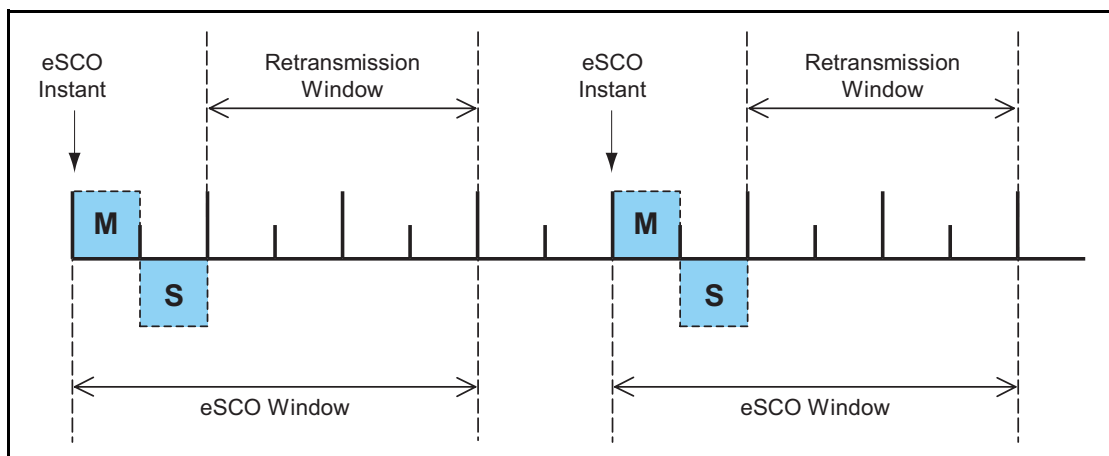 eSCO
Instant
Retransmission
Window
eSCO
Instant
Retransmission
Window
M
S
M
S
eSCO Window
eSCO Window